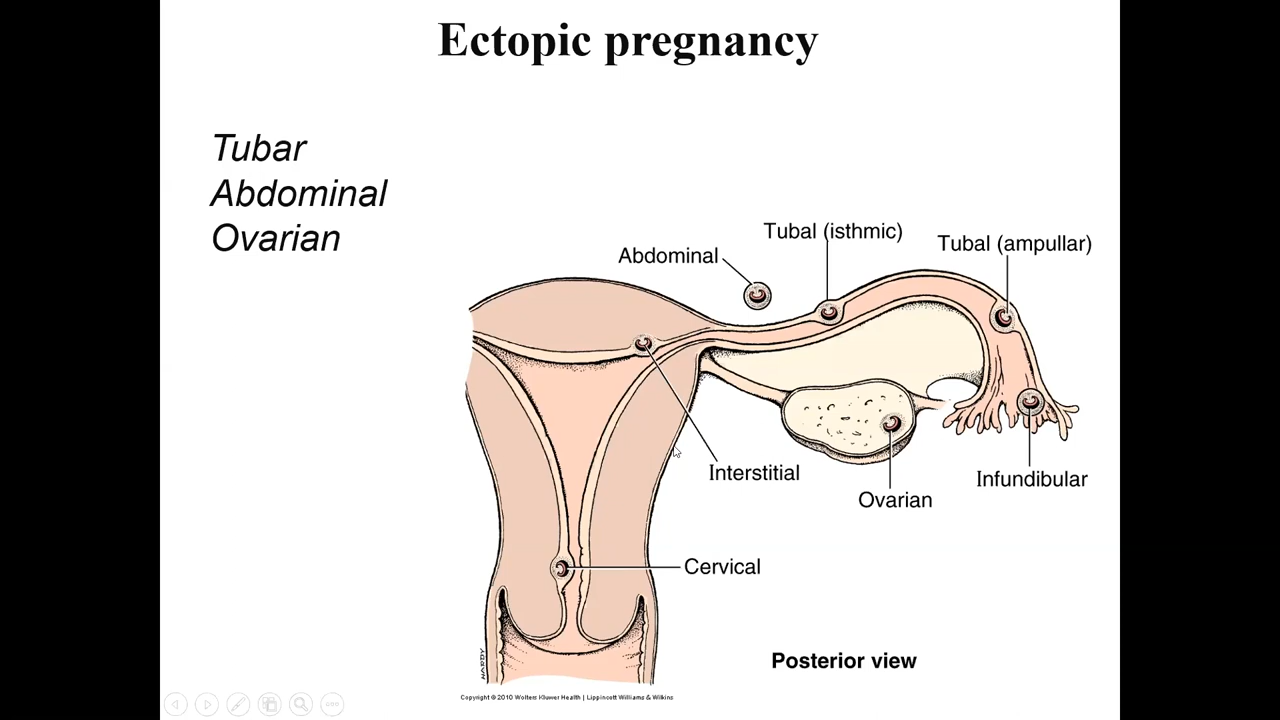 Ectopic pregnancy
Tubar
Abdominal
Ovarian
Tubal (isthmic)
Tubal (ampullar)
Abdominal
Interstitial
Infundibular
Ovarian
Cervical
Posterior view
HARDY
Copyright © 2010 Wolters Kluwer Health | Lippincott Williams & Wilkins